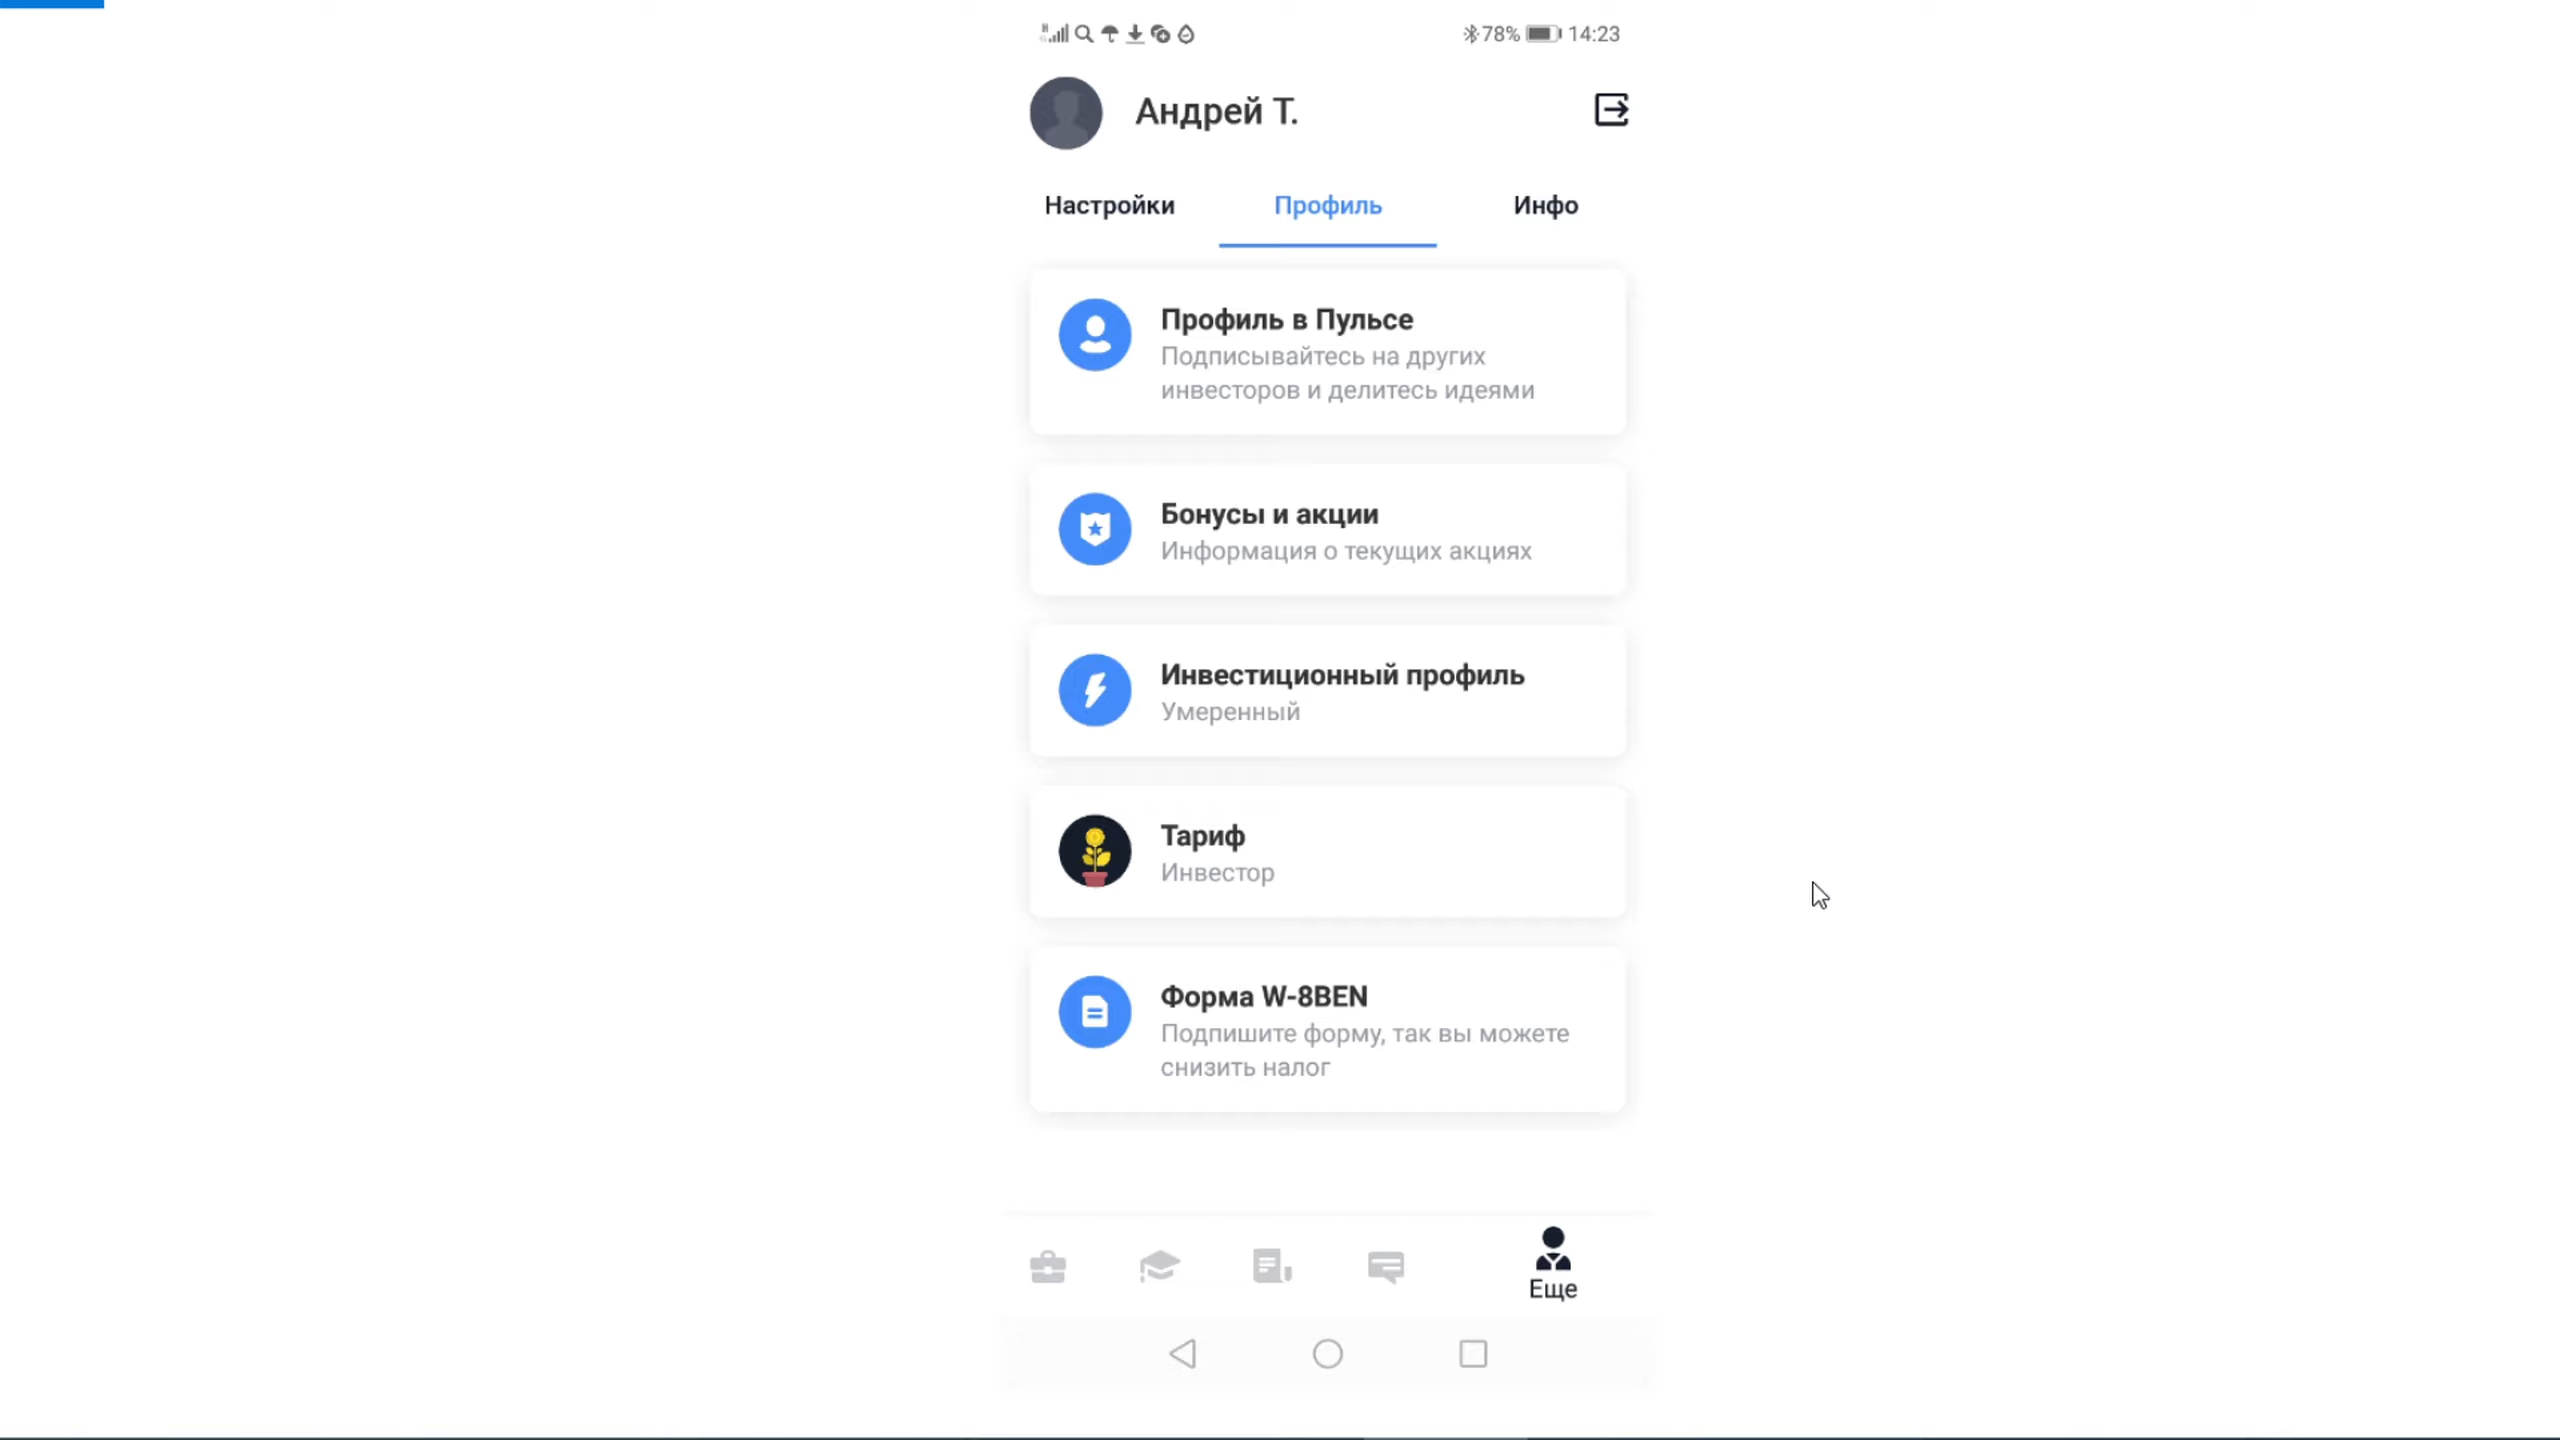 78% 14:23
Андрей Т.
Настройки Профиль Инфо
Профиль в Пульсе
Подписывайтесь на других
инвесторов и делитесь идеями
Бонусы и акции
Информация о текущих акциях
Инвестиционный профиль
Умеренный
Тариф
Инвестор
Форма W-8BEN
Подпишите форму, так вы можете
снизить налог
Еще